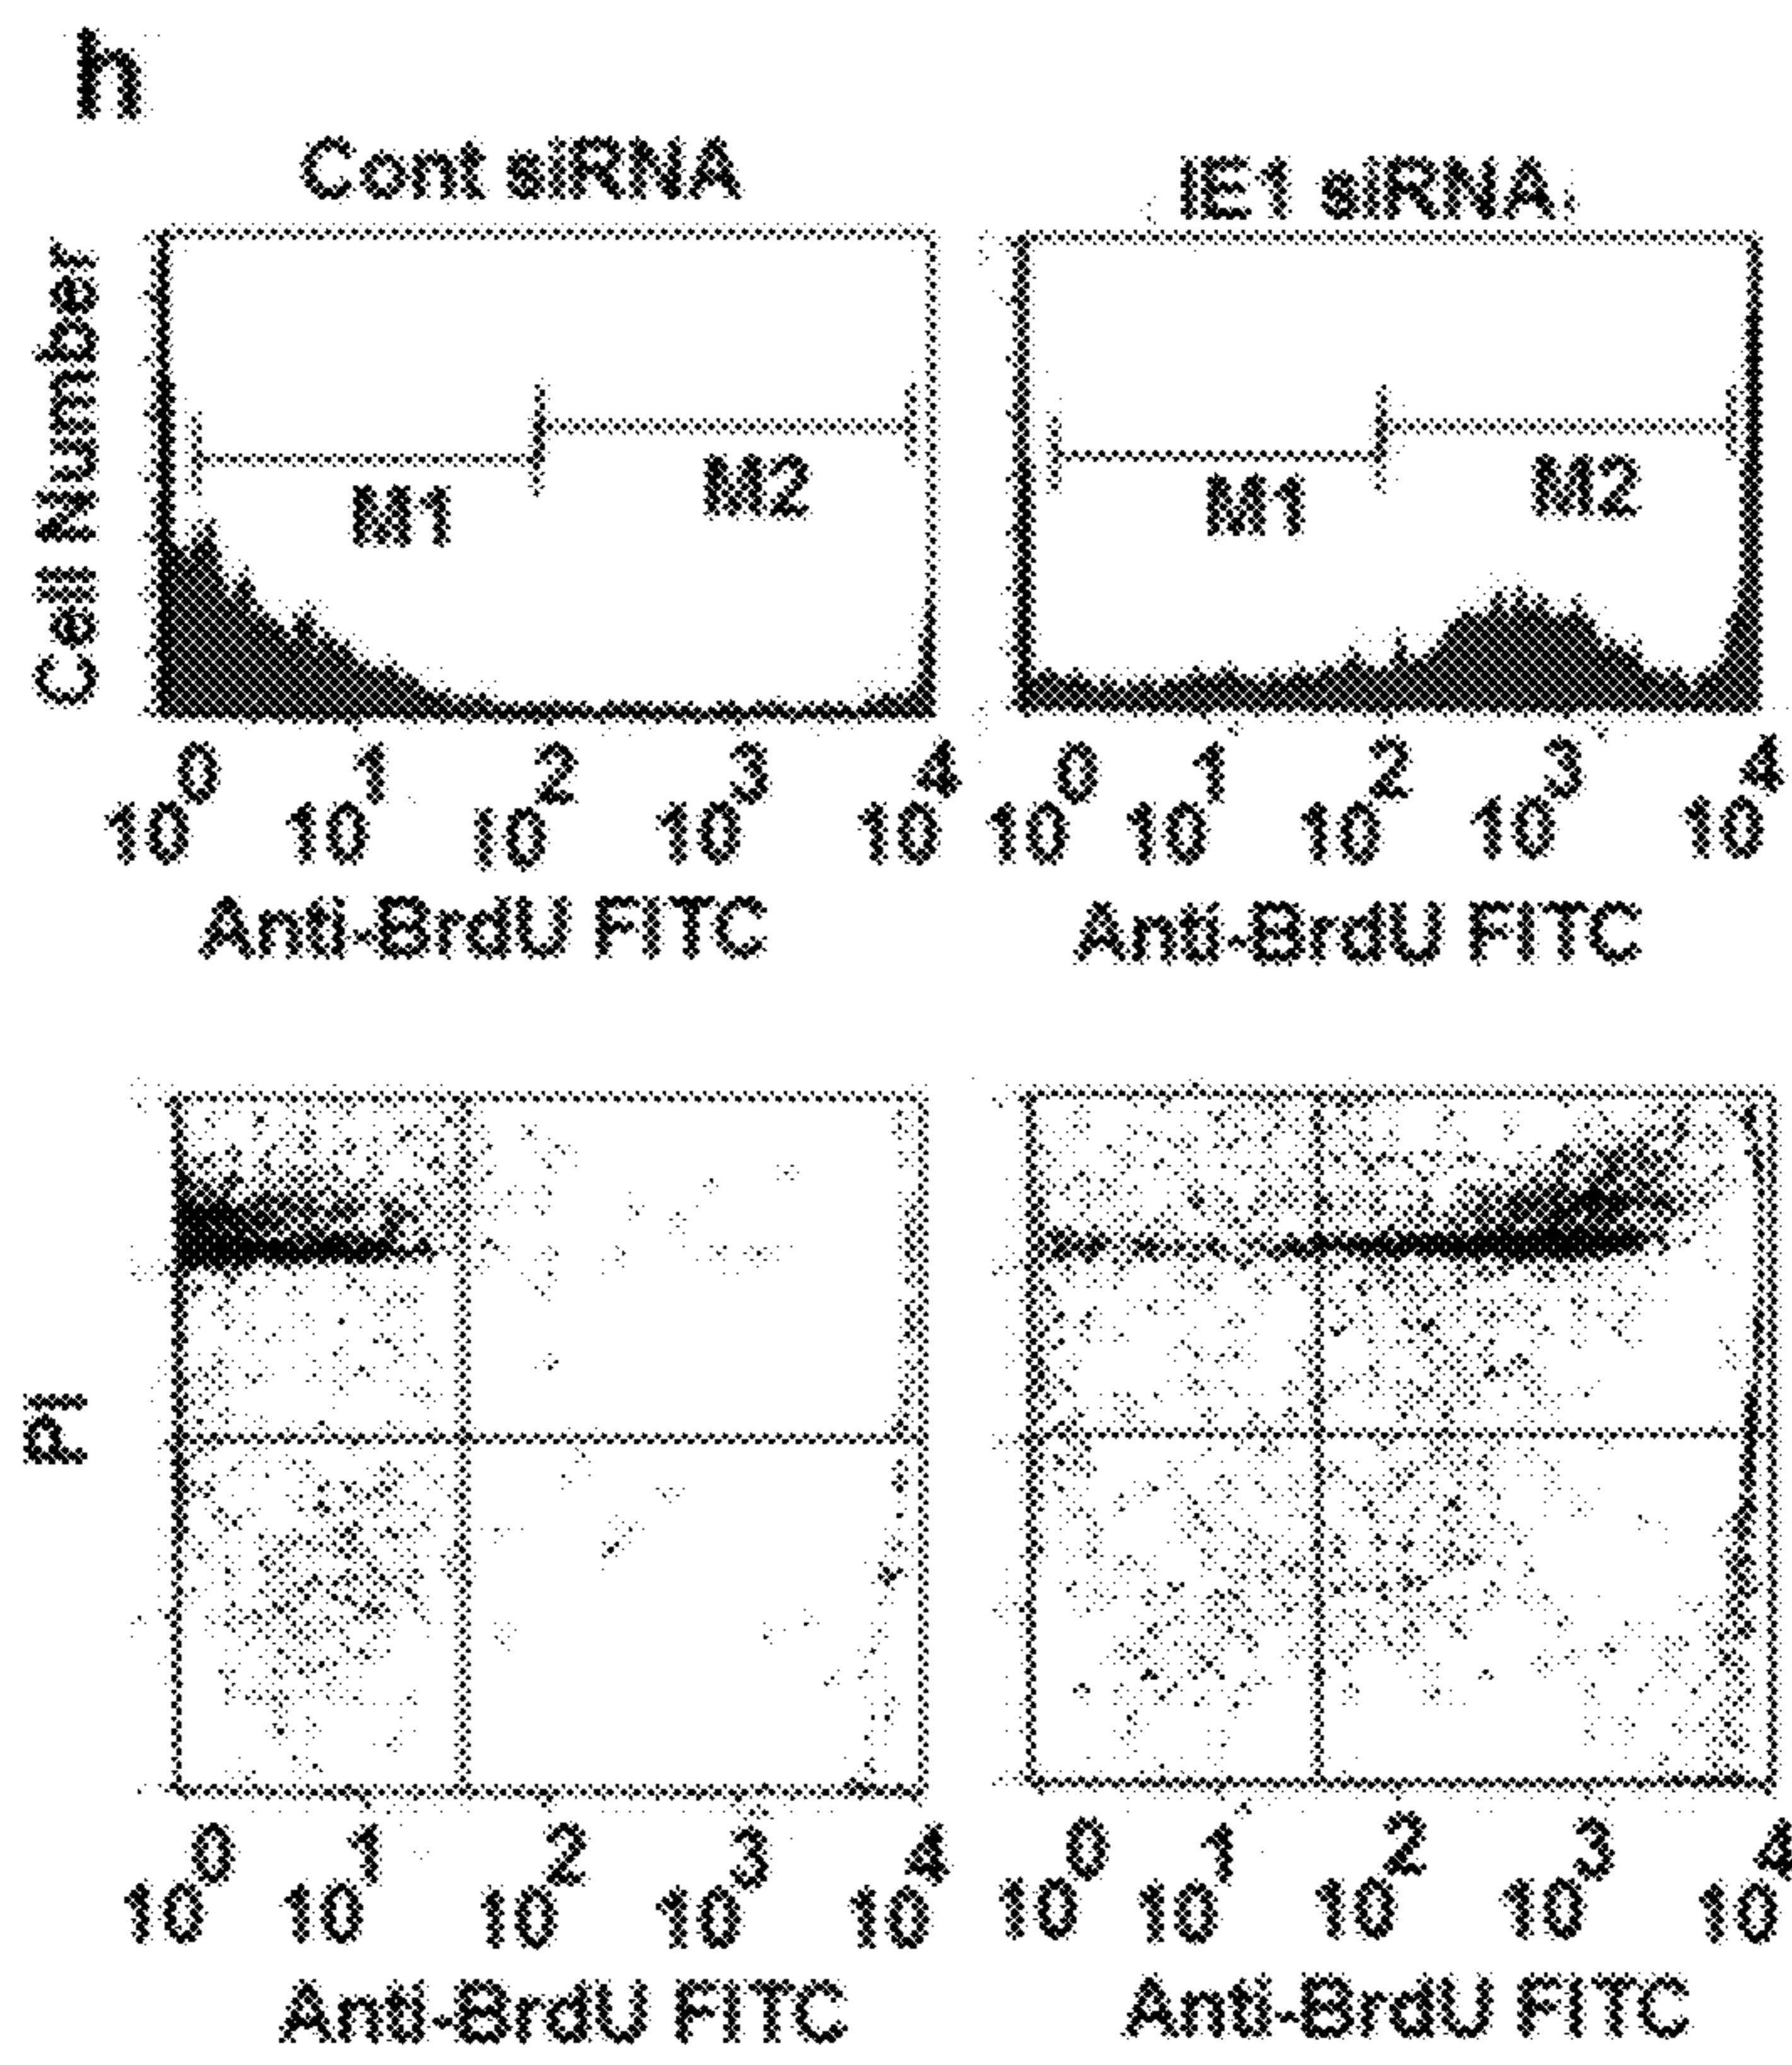 h
Cont siRNA IE1 siRNA
Cell Number
M1 M2 M1 M2
10^0 10^1 10^2 10^3 10^4 10^0 10^1 10^2 10^3 10^4
Anti-BrdU FITC Anti-BrdU FITC
PI
10^0 10^1 10^2 10^3 10^4 10^0 10^1 10^2 10^3 10^4
Anti-BrdU FITC Anti-BrdU FITC